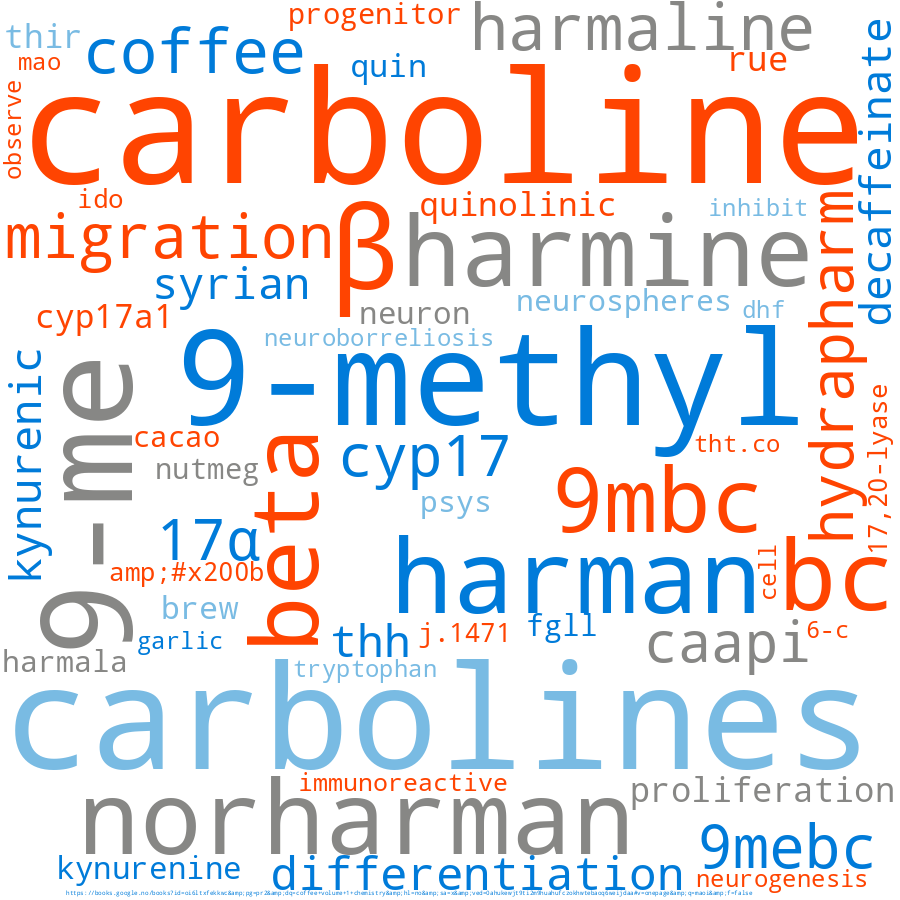 progenitor
harmaline
thir
coffee
mao
quin
rue
decaffeinate
observe
carboline
ido
quinolinic
inhibit
migration
β
harmine
hydrapharm
syrian
neurospheres
dhf
cyp17a1
neuron
neuroborreliosis
9-methyl
kynurenic
9-me
cacao
beta
cyp17
tht.co
17,20-lyase
nutmeg
psys
9mbc
17α
harman
cell
bc
amp;#x200b
brew
garlic
thh
j.1471
fgll
6-c
harmala
caapi
tryptophan
carbolines
immunoreactive
norharman
proliferation
9mebc
kynurenine
differentiation
neurogenesis